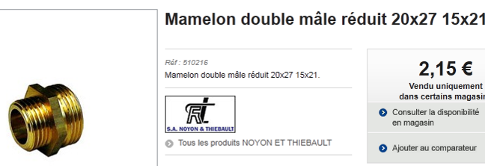 Mamelon double mâle réduit 20x27 15x21
Réf : 510216
Mamelon double mâle réduit 20x27 15x21.
S.A. NOYON & THIEBAULT
Tous les produits NOYON ET THIEBAULT
2,15 €
Vendu uniquement
dans certains magasin
Consulter la disponibilité
en magasin
Ajouter au comparateur